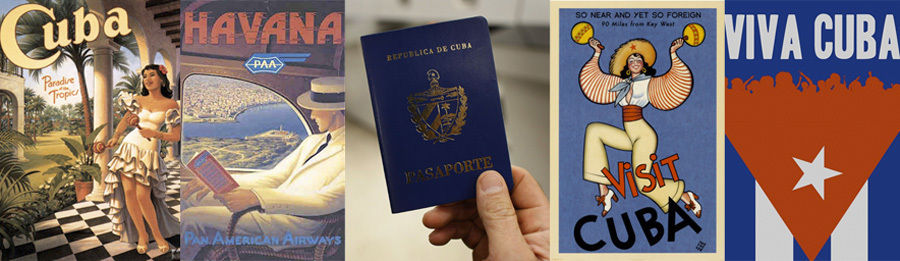 Cuba
Paradise
of the
Tropics
HAVANA
PAA
PAN AMERICAN AIRWAYS
REPUBLICA DE CUBA
PASAPORTE
SO NEAR AND YET SO FOREIGN
90 Miles from Key West
VISIT
CUBA
VIVA CUBA